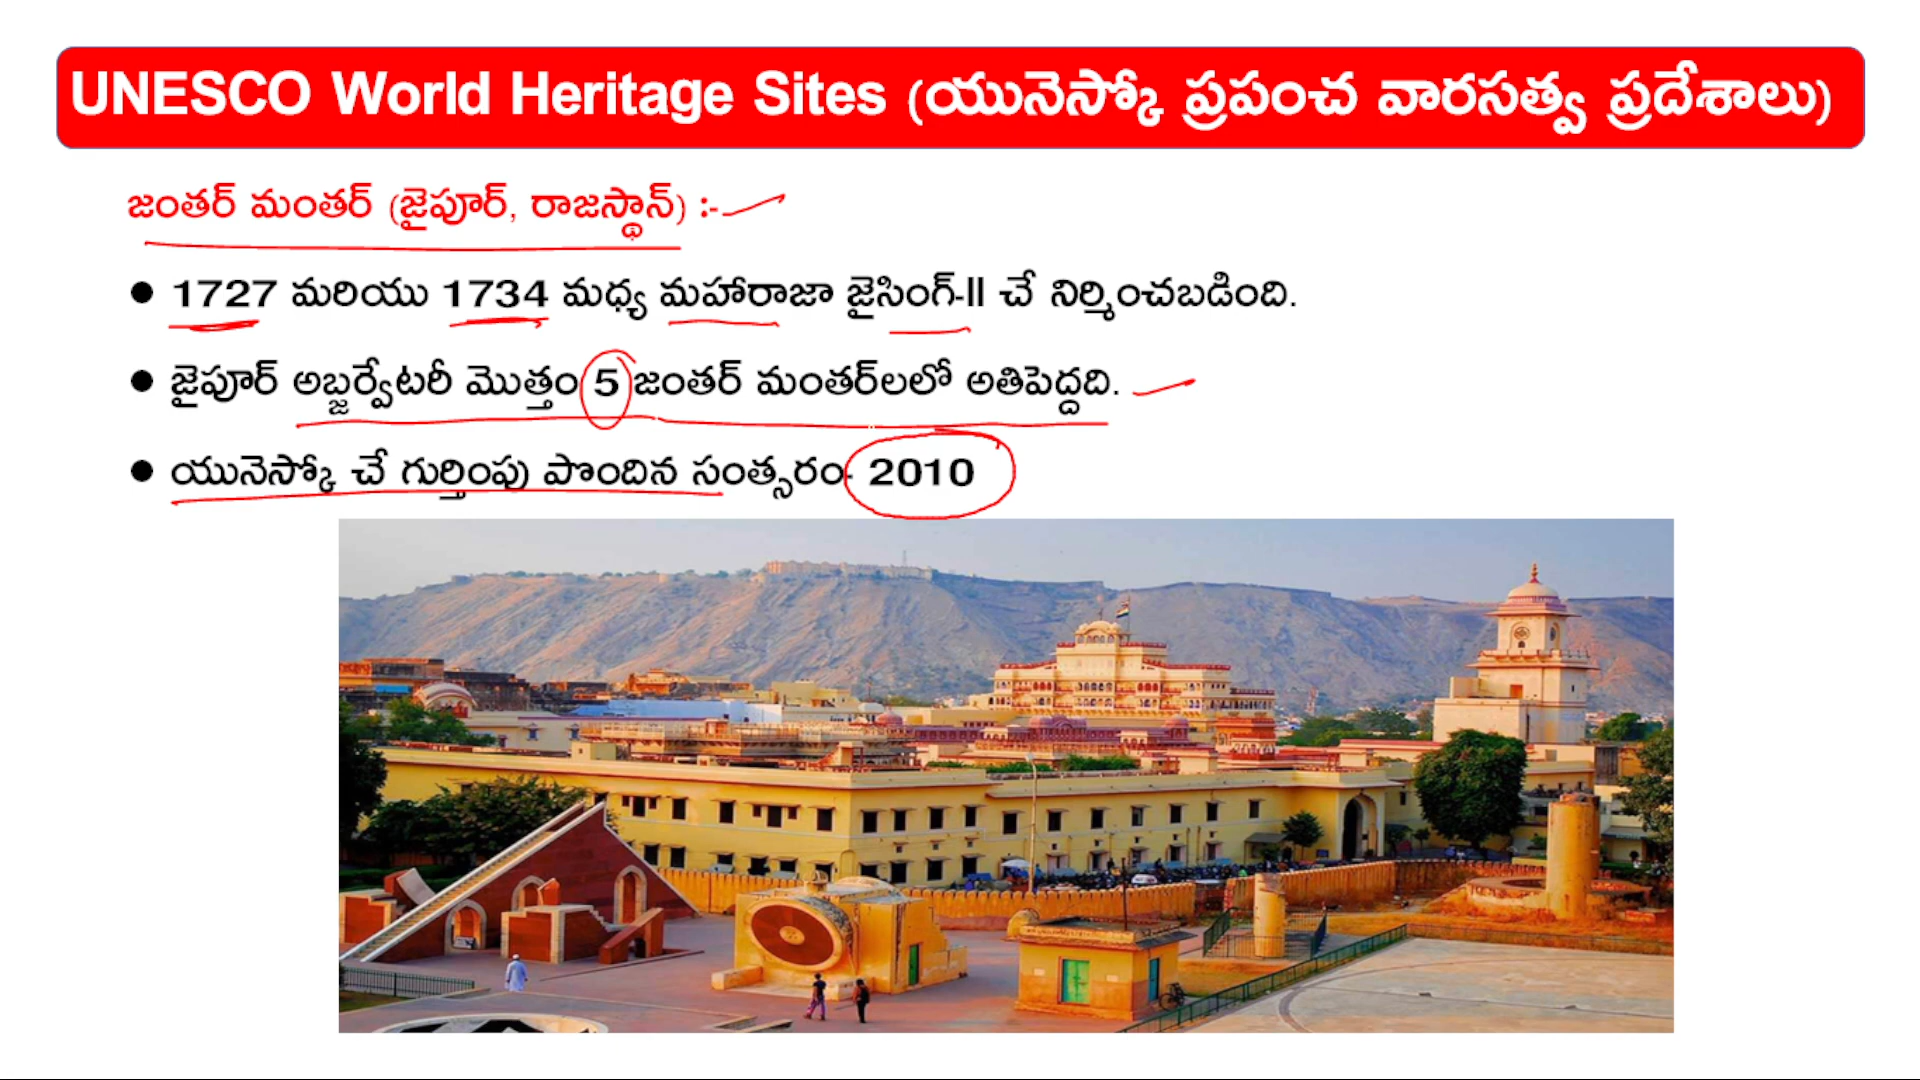 UNESCO World Heritage Sites (యునెస్కో ప్రపంచ వారసత్వ ప్రదేశాలు)
జంతర్ మంతర్ (జైపూర్, రాజస్థాన్) :-
● 1727 మరియు 1734 మధ్య మహారాజా జైసింగ్-II చే నిర్మించబడింది.
● జైపూర్ అబ్జర్వేటరీ మొత్తం 5 జంతర్ మంతర్‌లలో అతిపెద్దది.
● యునెస్కో చే గుర్తింపు పొందిన సంత్సరం- 2010